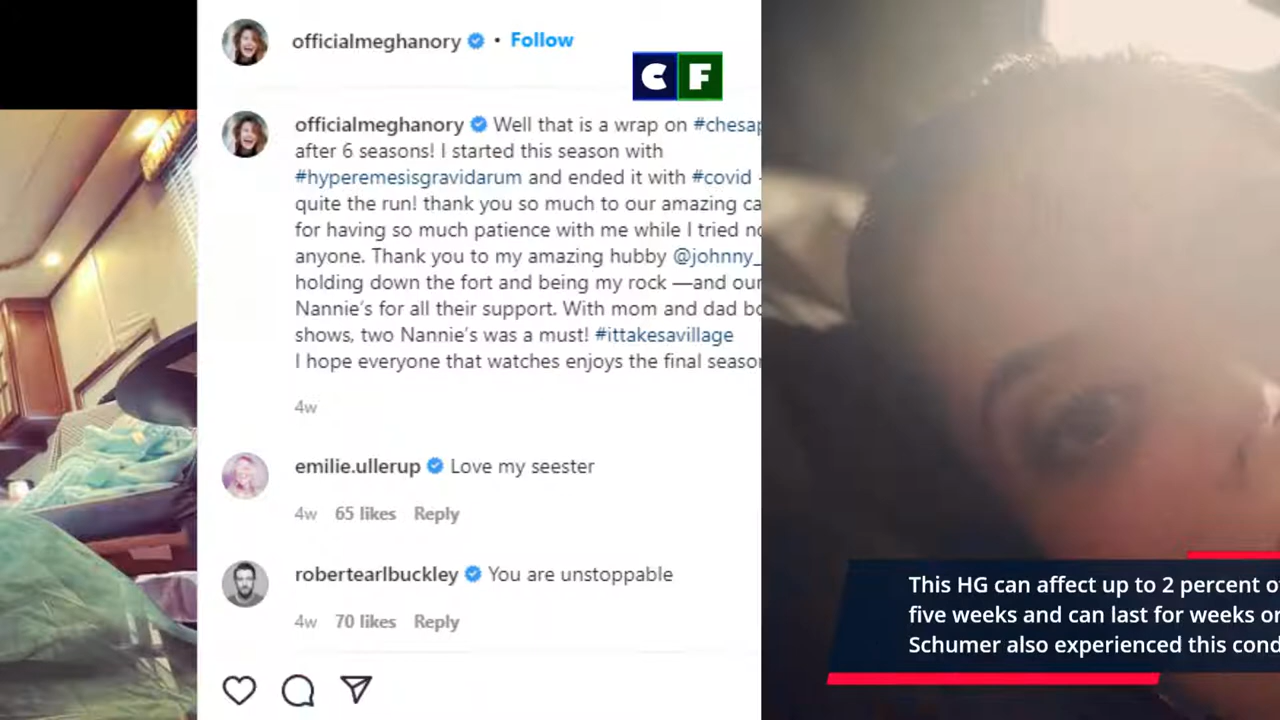 officialmeghanory • Follow
C F
officialmeghanory Well that is a wrap on #chesap
after 6 seasons! I started this season with
#hyperemesisgravidarum and ended it with #covid -
quite the run! thank you so much to our amazing ca
for having so much patience with me while I tried no
anyone. Thank you to my amazing hubby @johnny_
holding down the fort and being my rock —and our
Nannie's for all their support. With mom and dad bo
shows, two Nannie's was a must! #ittakesavillage
I hope everyone that watches enjoys the final season
4w
emilie.ullerup Love my seester
4w 65 likes Reply
robertearlbuckley You are unstoppable
4w 70 likes Reply
This HG can affect up to 2 percent of
five weeks and can last for weeks or
Schumer also experienced this cond